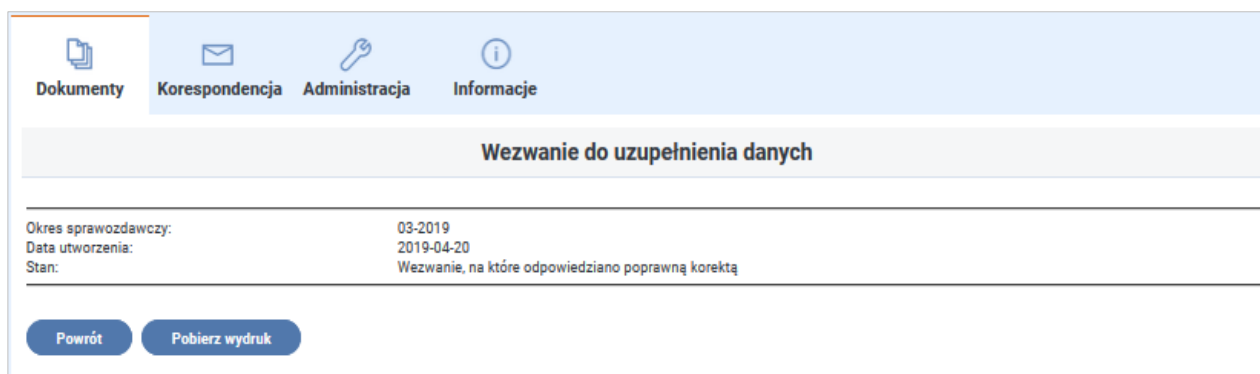 Dokumenty Korespondencja Administracja Informacje
Wezwanie do uzupełnienia danych
Okres sprawozdawczy: 03-2019
Data utworzenia: 2019-04-20
Stan: Wezwanie, na które odpowiedziano poprawną korektą
Powrót Pobierz wydruk